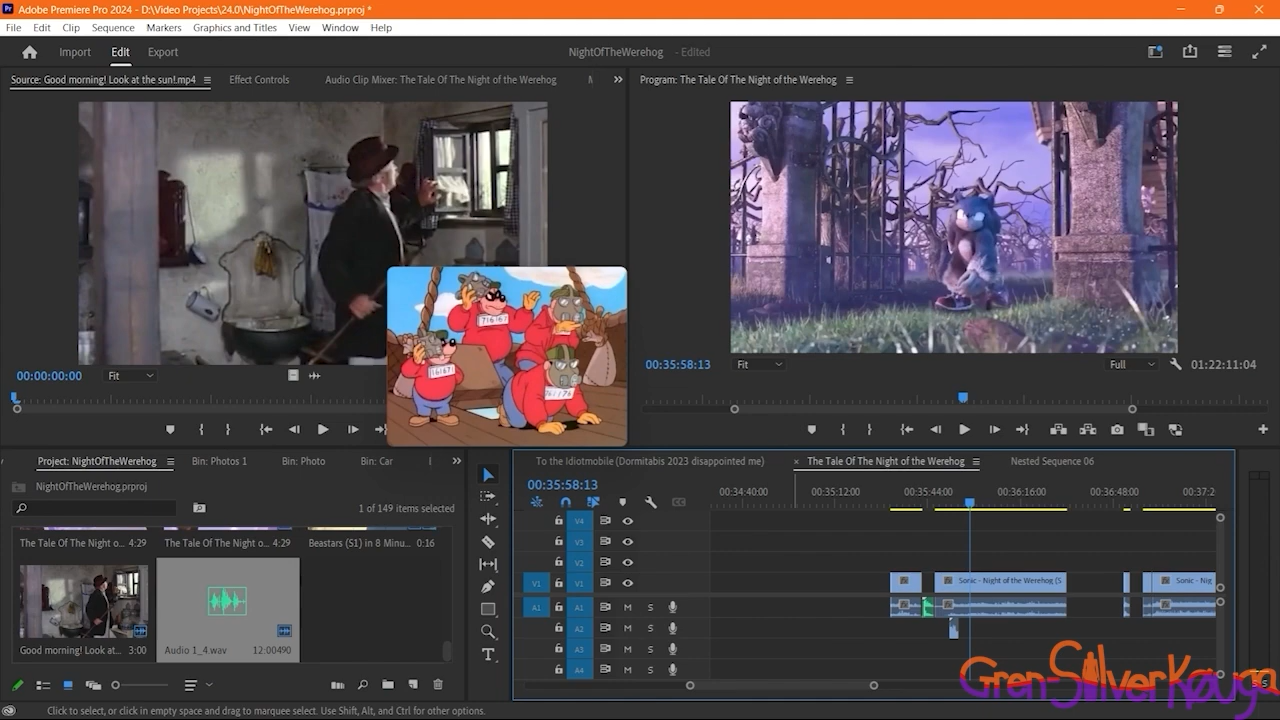 Adobe Premiere Pro 2024 - D:\Video Projects\24.0\NightOfTheWerehog.prproj *
File Edit Clip Sequence Markers Graphics and Titles View Window Help
Import Edit Export
NightOfTheWerehog - Edited
Source: Good morning! Look at the sun!.mp4
Effect Controls
Audio Clip Mixer: The Tale Of The Night of the Werehog
Program: The Tale Of The Night of the Werehog
716167
161671
761176
00:00:00:00
Fit
00:35:58:13
Fit
Full
01:22:11:04
Project: NightOfTheWerehog
Bin: Photos 1
Bin: Photo
Bin: Car
NightOfTheWerehog.prproj
1 of 149 items selected
The Tale Of The Night o... 4:29
The Tale Of The Night o... 4:29
Beastars (S1) in 8 Minu... 0:16
Good morning! Look at... 3:00
Audio 1_4.wav 12:00490
To the Idiotmobile (Dormitabis 2023 disappointed me)
The Tale Of The Night of the Werehog
Nested Sequence 06
00:35:58:13
00:34:40:00
00:35:12:00
00:35:44:00
00:36:16:00
00:36:48:00
00:37:2
V4
V3
V2
V1 V1
Sonic - Night of the Werehog (S
Sonic - Nig
A1 A1 M S
A2 M S
A3 M S
A4 M S
Gren-SilverKouga
Click to select, or click in empty space and drag to marquee select. Use Shift, Alt, and Ctrl for other options.